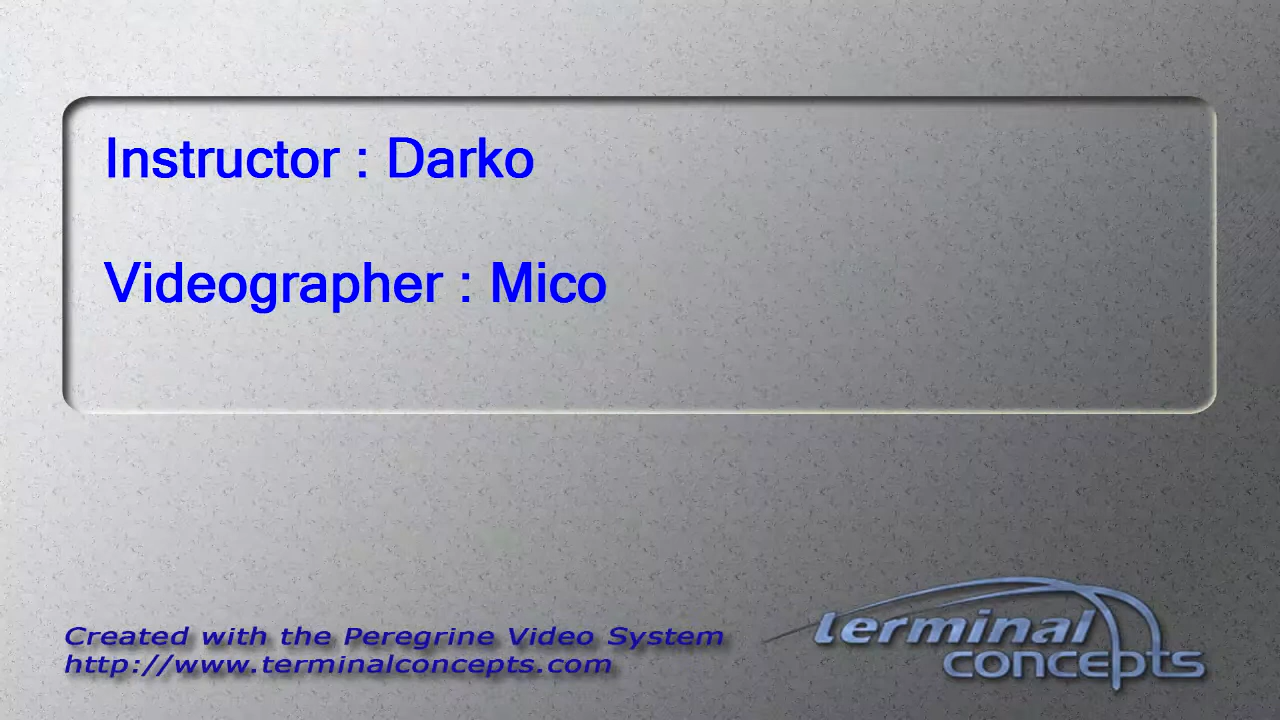 Instructor : Darko
Videographer : Mico
Created with the Peregrine Video System
http://www.terminalconcepts.com
terminal
concepts